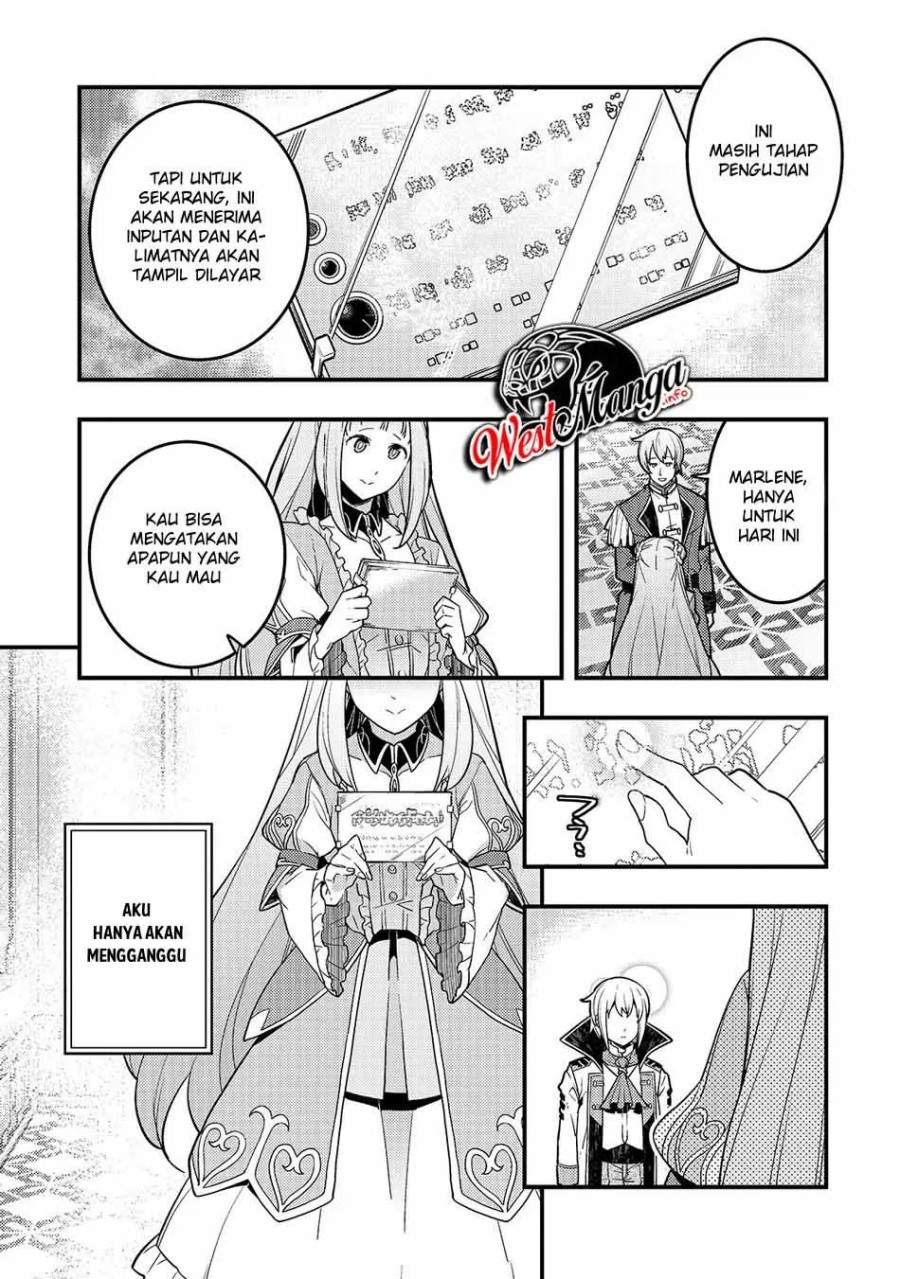 INI
MASIH TAHAP
PENGUJIAN
TAPI UNTUK
SEKARANG, INI
AKAN MENERIMA
INPUTAN DAN KA-
LIMATNYA AKAN
TAMPIL DILAYAR
WestManga
.info
MARLENE,
HANYA
UNTUK
HARI INI
KAU BISA
MENGATAKAN
APAPUN YANG
KAU MAU
AKU
HANYA AKAN
MENGGANGGU